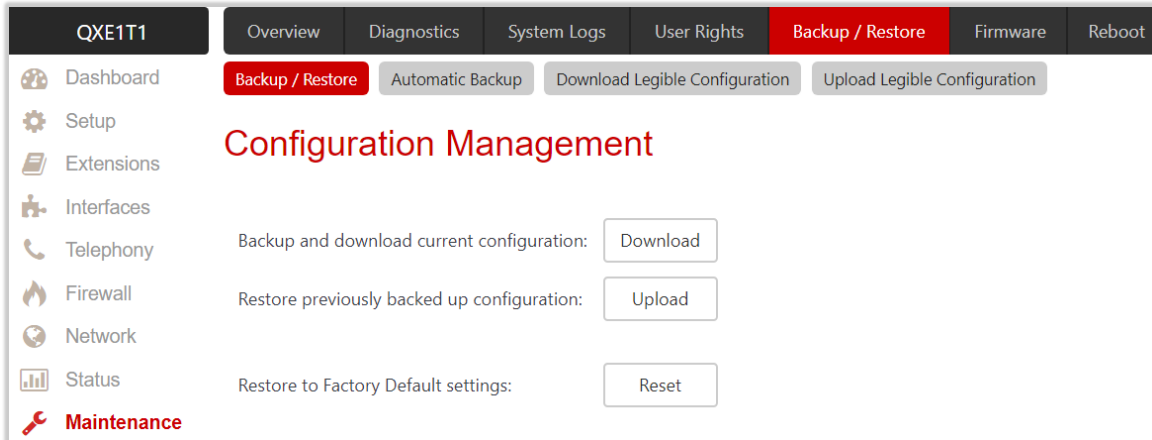 QXE1T1
Overview
Diagnostics
System Logs
User Rights
Backup / Restore
Firmware
Reboot
Dashboard
Setup
Extensions
Interfaces
Telephony
Firewall
Network
Status
Maintenance
Backup / Restore
Automatic Backup
Download Legible Configuration
Upload Legible Configuration
Configuration Management
Backup and download current configuration: Download
Restore previously backed up configuration: Upload
Restore to Factory Default settings: Reset